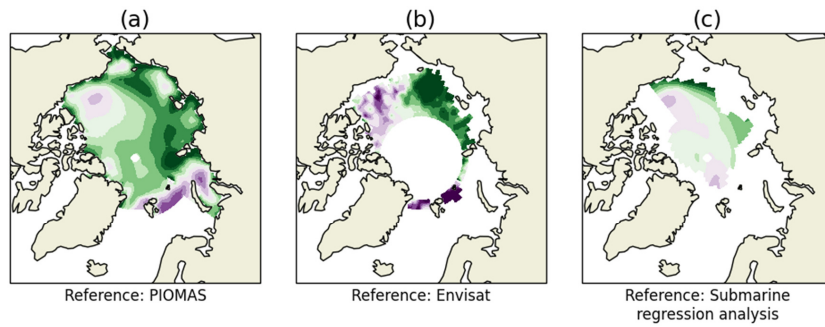 (a)
(b)
(c)
Reference: PIOMAS
Reference: Envisat
Reference: Submarine
regression analysis